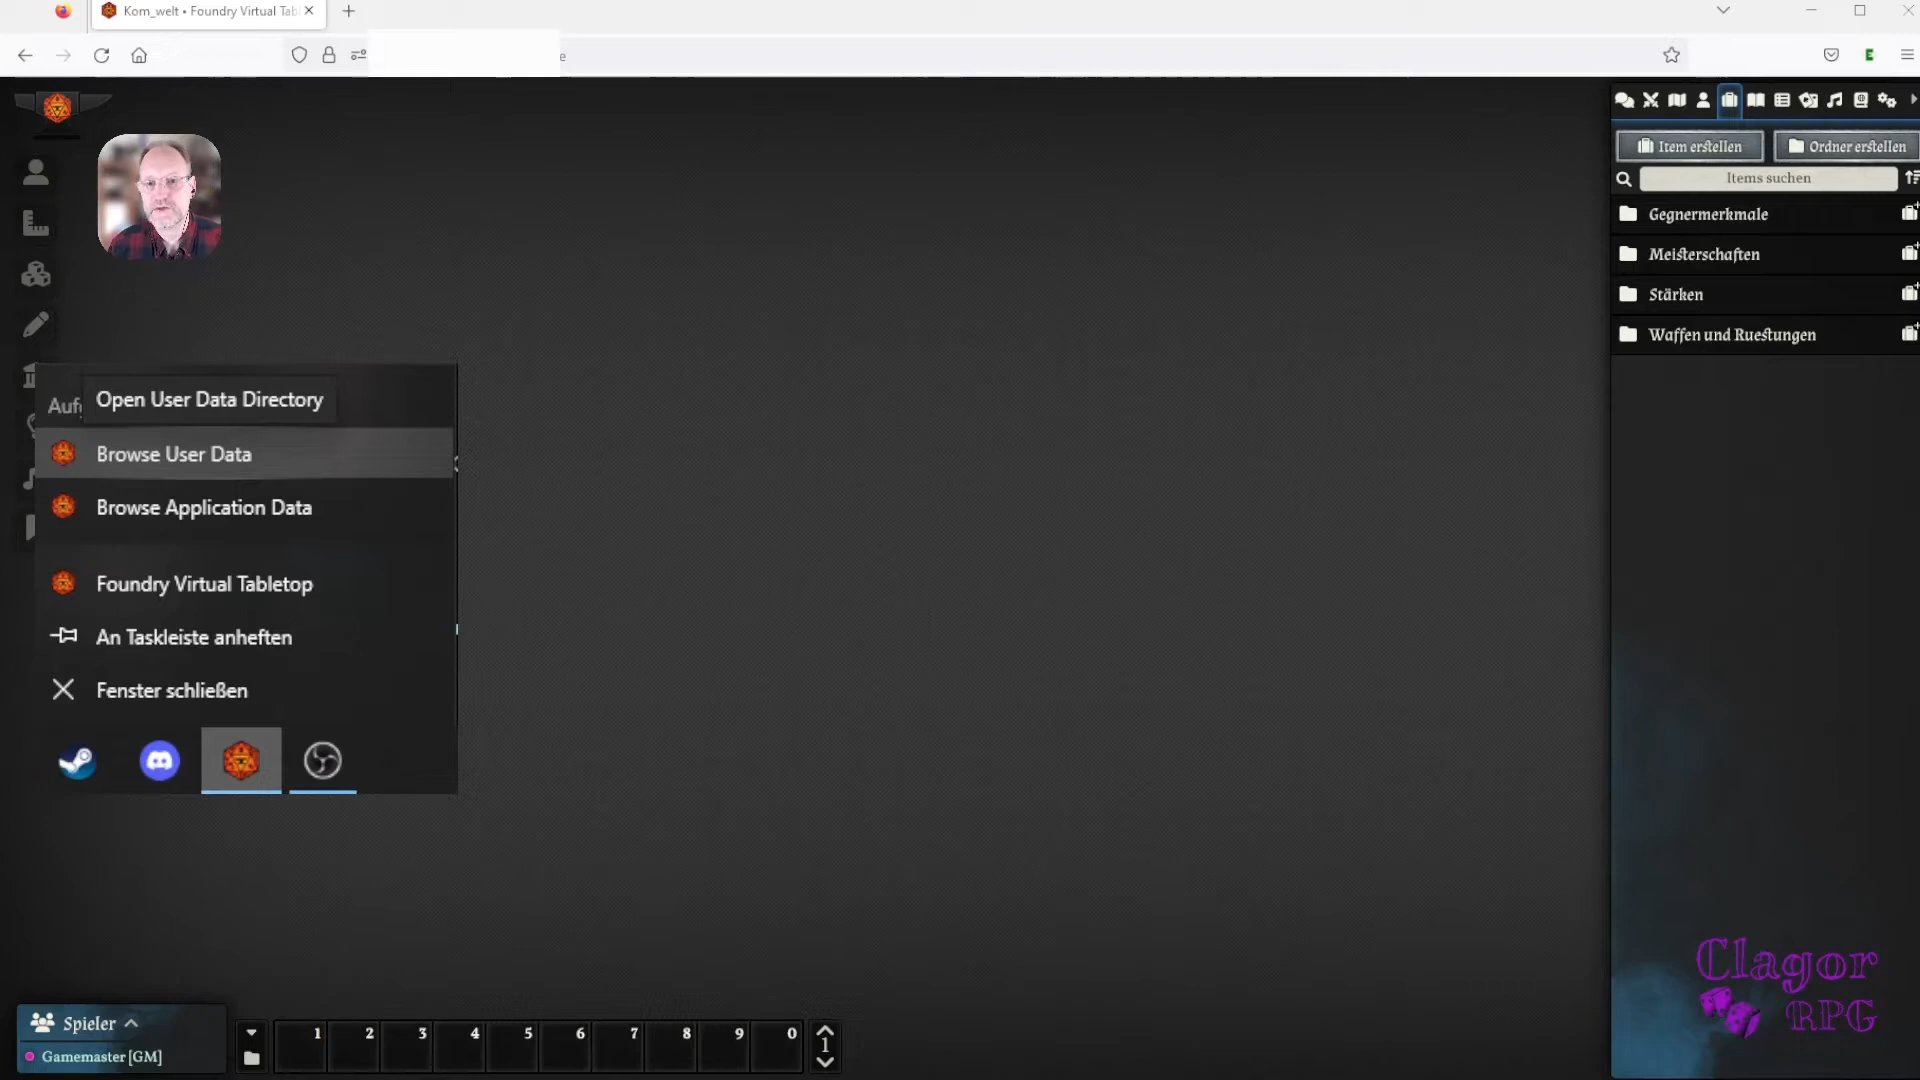 Kom_welt • Foundry Virtual Tab
e
Item erstellen
Ordner erstellen
Items suchen
Gegnermerkmale
Meisterschaften
Stärken
Waffen und Ruestungen
Auf
Open User Data Directory
Browse User Data
Browse Application Data
Foundry Virtual Tabletop
An Taskleiste anheften
Fenster schließen
Clagor
RPG
Spieler
Gamemaster [GM]
1 2 3 4 5 6 7 8 9 0
1